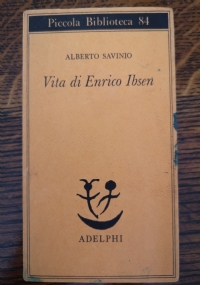 Piccola Biblioteca 84
ALBERTO SAVINIO
Vita di Enrico Ibsen
ADELPHI